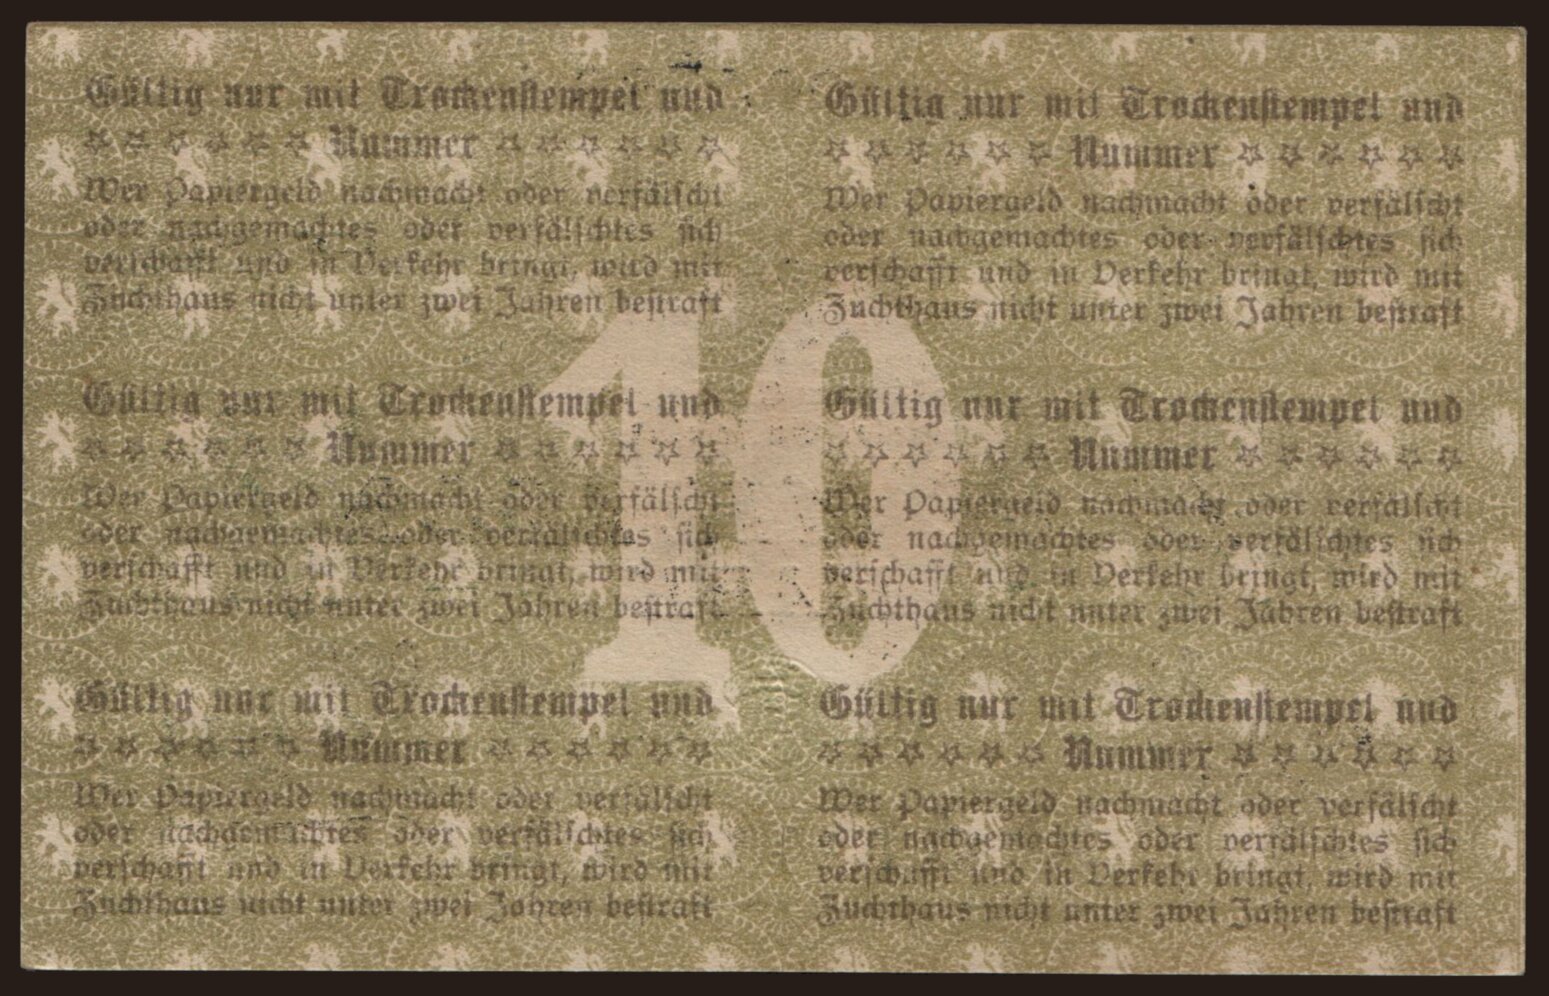 Gültig nur mit Trockenstempel und
Nummer
Wer Papiergeld nachmacht oder verfälscht
oder nachgemachtes oder verfälschtes sich
verschafft und in Verkehr bringt, wird mit
Zuchthaus nicht unter zwei Jahren bestraft
Gültig nur mit Trockenstempel und
Nummer
Wer Papiergeld nachmacht oder verfälscht
oder nachgemachtes oder verfälschtes sich
verschafft und in Verkehr bringt, wird mit
Zuchthaus nicht unter zwei Jahren bestraft
10
Gültig nur mit Trockenstempel und
Nummer
Wer Papiergeld nachmacht oder verfälscht
oder nachgemachtes oder verfälschtes sich
verschafft und in Verkehr bringt, wird mit
Zuchthaus nicht unter zwei Jahren bestraft
Gültig nur mit Trockenstempel und
Nummer
Wer Papiergeld nachmacht oder verfälscht
oder nachgemachtes oder verfälschtes sich
verschafft und in Verkehr bringt, wird mit
Zuchthaus nicht unter zwei Jahren bestraft
Gültig nur mit Trockenstempel und
Nummer
Wer Papiergeld nachmacht oder verfälscht
oder nachgemachtes oder verfälschtes sich
verschafft und in Verkehr bringt, wird mit
Zuchthaus nicht unter zwei Jahren bestraft
Gültig nur mit Trockenstempel und
Nummer
Wer Papiergeld nachmacht oder verfälscht
oder nachgemachtes oder verfälschtes sich
verschafft und in Verkehr bringt, wird mit
Zuchthaus nicht unter zwei Jahren bestraft